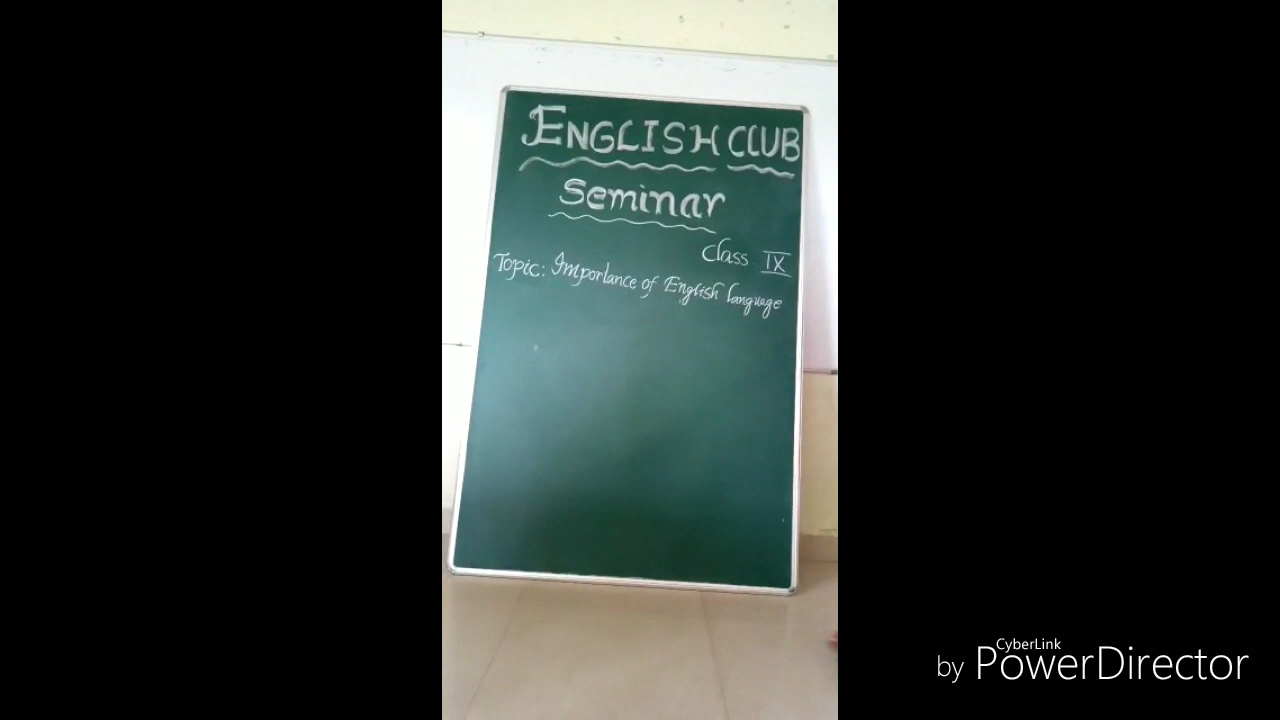 ENGLISH CLUB
Seminar
Class IX
Topic: Importance of English language
CyberLink
by PowerDirector